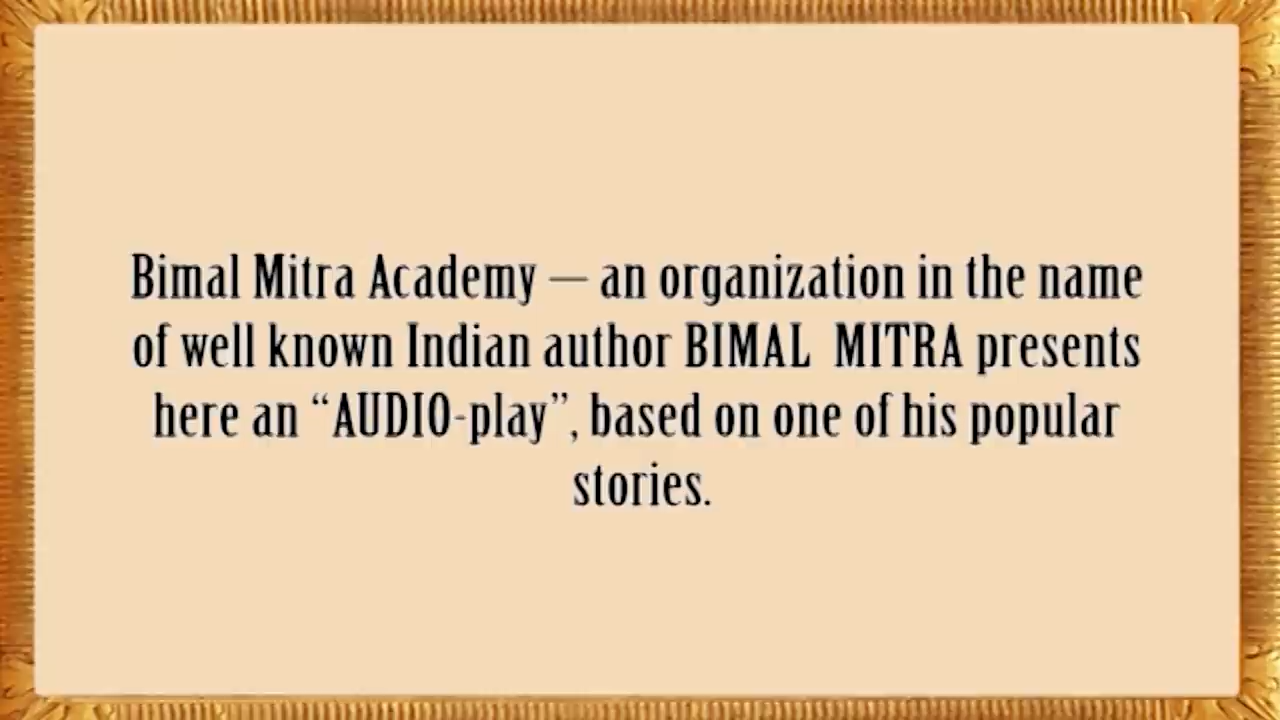 Bimal Mitra Academy – an organization in the name
of well known Indian author BIMAL MITRA presents
here an “AUDIO-play”, based on one of his popular
stories.